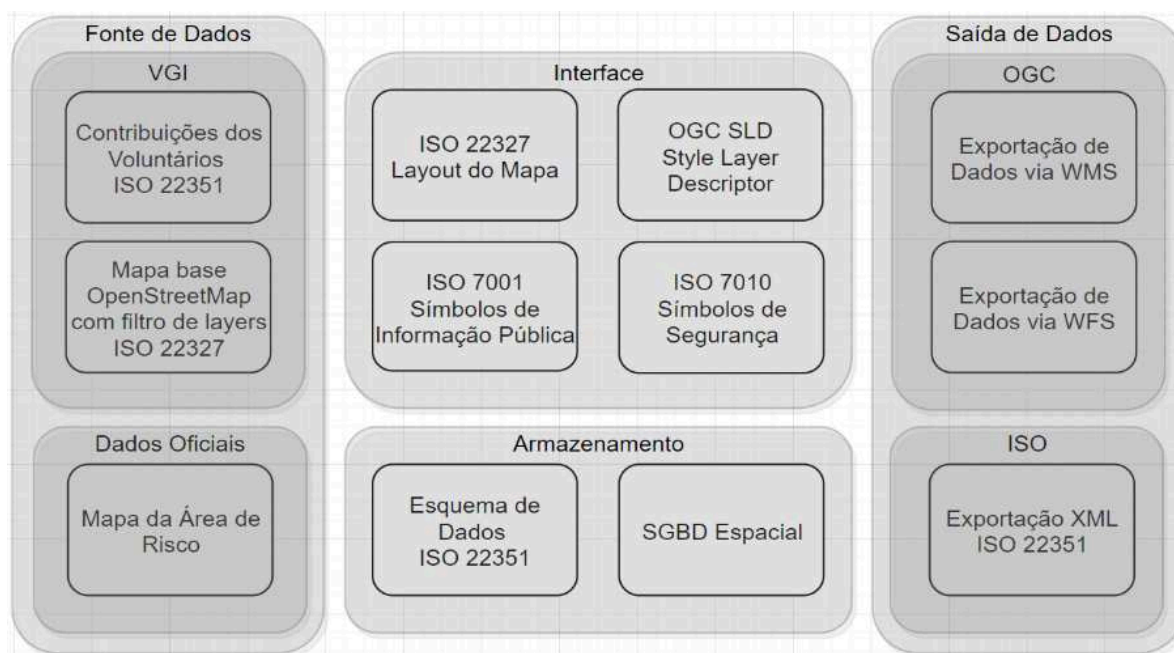 Fonte de Dados
VGI
Contribuições dos
Voluntários
ISO 22351
Mapa base
OpenStreetMap
com filtro de layers
ISO 22327
Dados Oficiais
Mapa da Área de
Risco
Interface
ISO 22327
Layout do Mapa
OGC SLD
Style Layer
Descriptor
ISO 7001
Símbolos de
Informação Pública
ISO 7010
Símbolos de
Segurança
Armazenamento
Esquema de
Dados
ISO 22351
SGBD Espacial
Saída de Dados
OGC
Exportação de
Dados via WMS
Exportação de
Dados via WFS
ISO
Exportação XML
ISO 22351